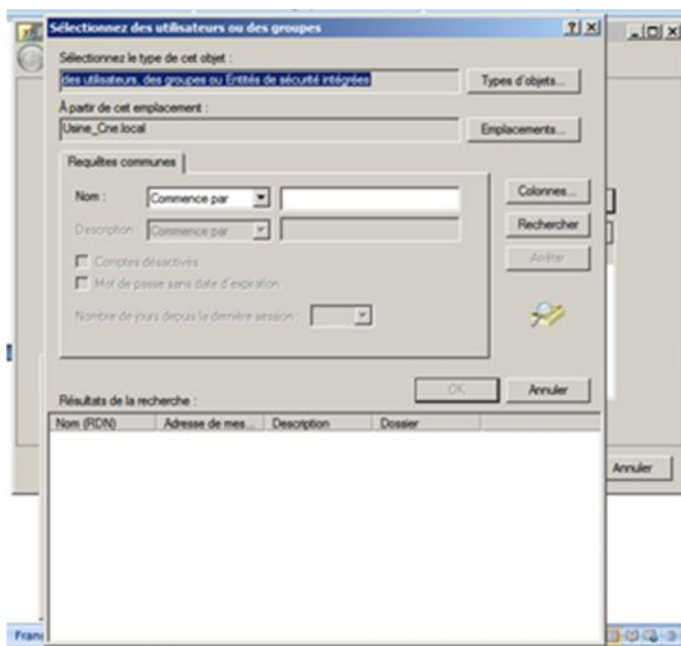 Sélectionnez des utilisateurs ou des groupes
Sélectionnez le type de cet objet :
des utilisateurs, des groupes ou Entités de sécurité intégrées
Types d'objets...
À partir de cet emplacement :
Usine_Cne.local
Emplacements...
Requêtes communes
Nom :
Commence par
Colonnes...
Description :
Commence par
Rechercher
Comptes désactivés
Arrêter
Mot de passe sans date d'expiration
Nombre de jours depuis la dernière session :
OK
Annuler
Résultats de la recherche :
Nom (RDN)
Adresse de mes...
Description
Dossier
Annuler
Fran